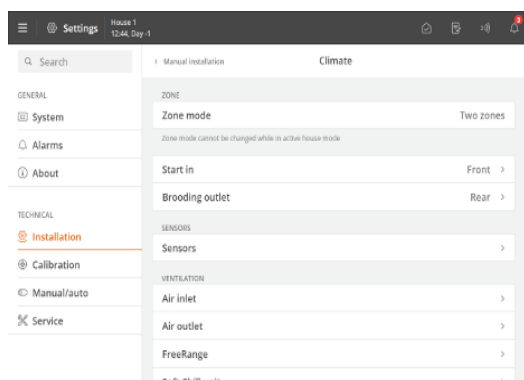 Settings
House 1
12:44, Day -1
3
Search
Manual installation
Climate
GENERAL
System
Alarms
About
TECHNICAL
Installation
Calibration
Manual/auto
Service
ZONE
Zone mode Two zones
Zone mode cannot be changed while in active house mode
Start in Front
Brooding outlet Rear
SENSORS
Sensors
VENTILATION
Air inlet
Air outlet
FreeRange